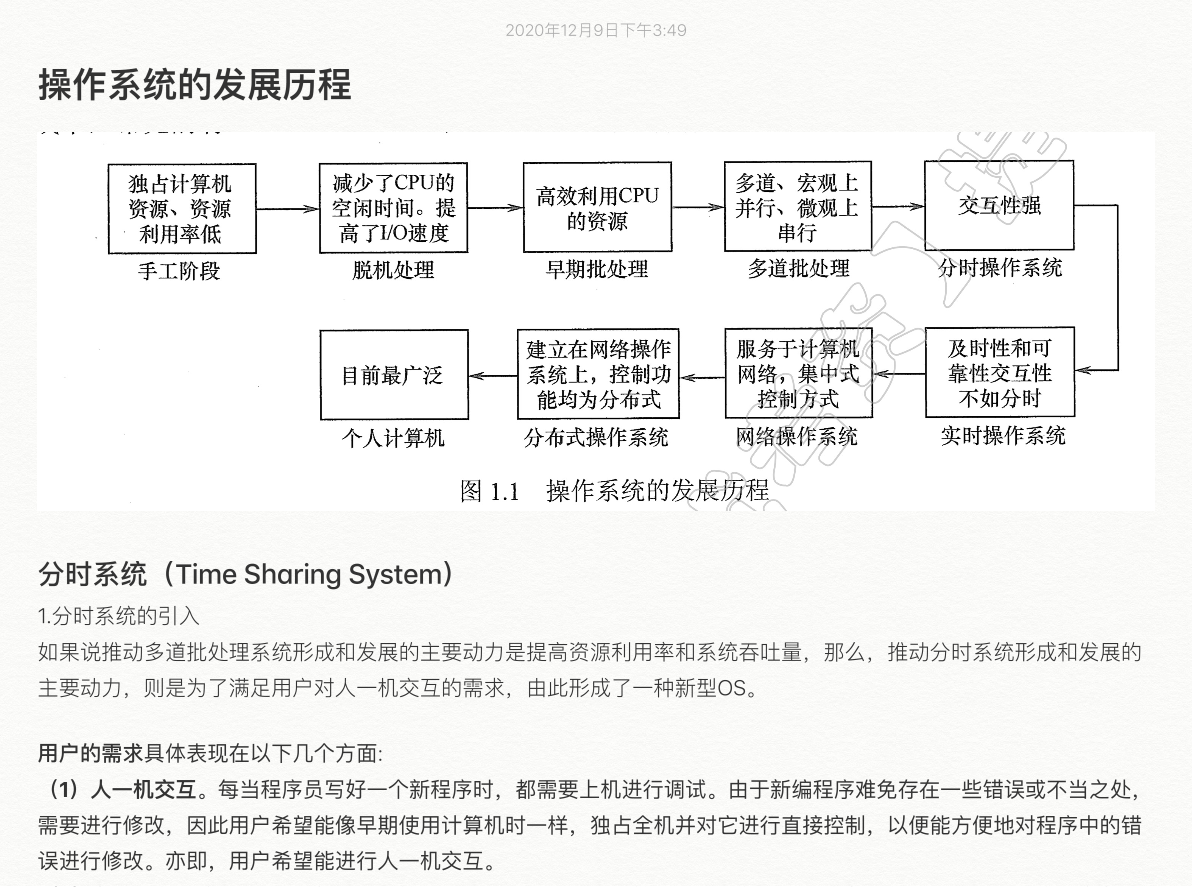 2020年12月9日下午3:49
操作系统的发展历程
独占计算机
资源、资源
利用率低
手工阶段
减少了CPU的
空闲时间。提
高了I/O速度
脱机处理
高效利用CPU
的资源
早期批处理
多道、宏观上
并行、微观上
串行
多道批处理
交互性强
分时操作系统
及时性和可
靠性交互性
不如分时
实时操作系统
服务于计算机
网络，集中式
控制方式
网络操作系统
建立在网络操作
系统上，控制功
能均为分布式
分布式操作系统
目前最广泛
个人计算机
图 1.1 操作系统的发展历程
分时系统（Time Sharing System）
1.分时系统的引入
如果说推动多道批处理系统形成和发展的主要动力是提高资源利用率和系统吞吐量，那么，推动分时系统形成和发展的
主要动力，则是为了满足用户对人一机交互的需求，由此形成了一种新型OS。
用户的需求具体表现在以下几个方面:
（1）人一机交互。每当程序员写好一个新程序时，都需要上机进行调试。由于新编程序难免存在一些错误或不当之处，
需要进行修改，因此用户希望能像早期使用计算机时一样，独占全机并对它进行直接控制，以便能方便地对程序中的错
误进行修改。亦即，用户希望能进行人一机交互。